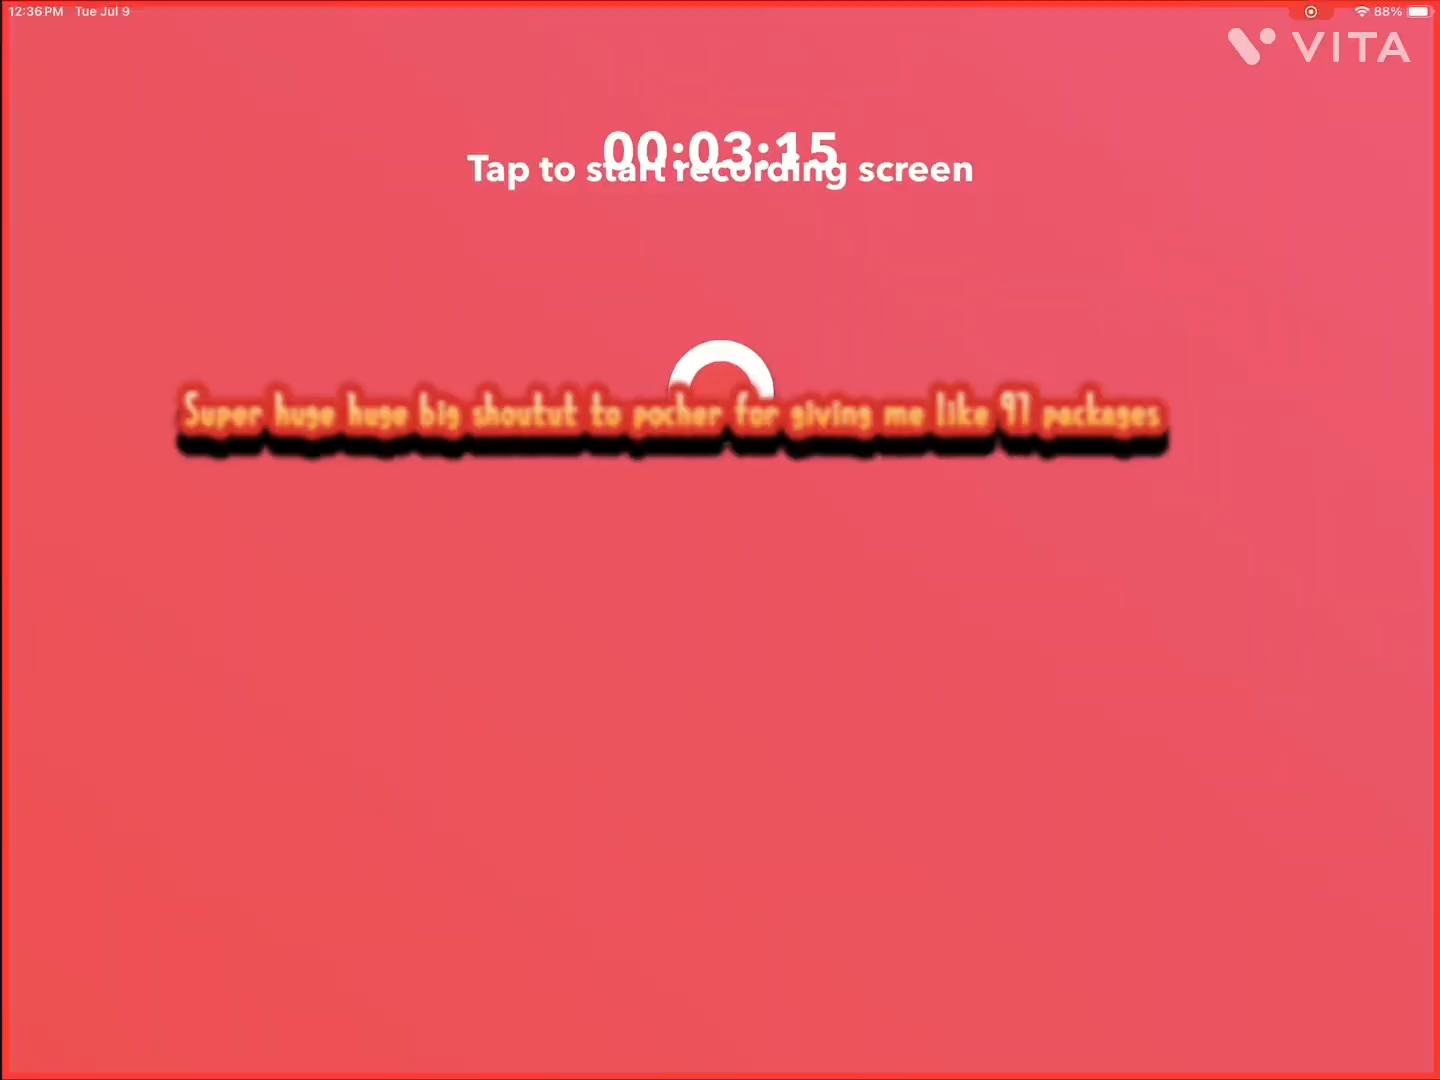 12:36 PM Tue Jul 9
88%
VITA
00:03:15
Tap to start recording screen
Super huge huge big shoutut to pocher for giving me like 97 packages